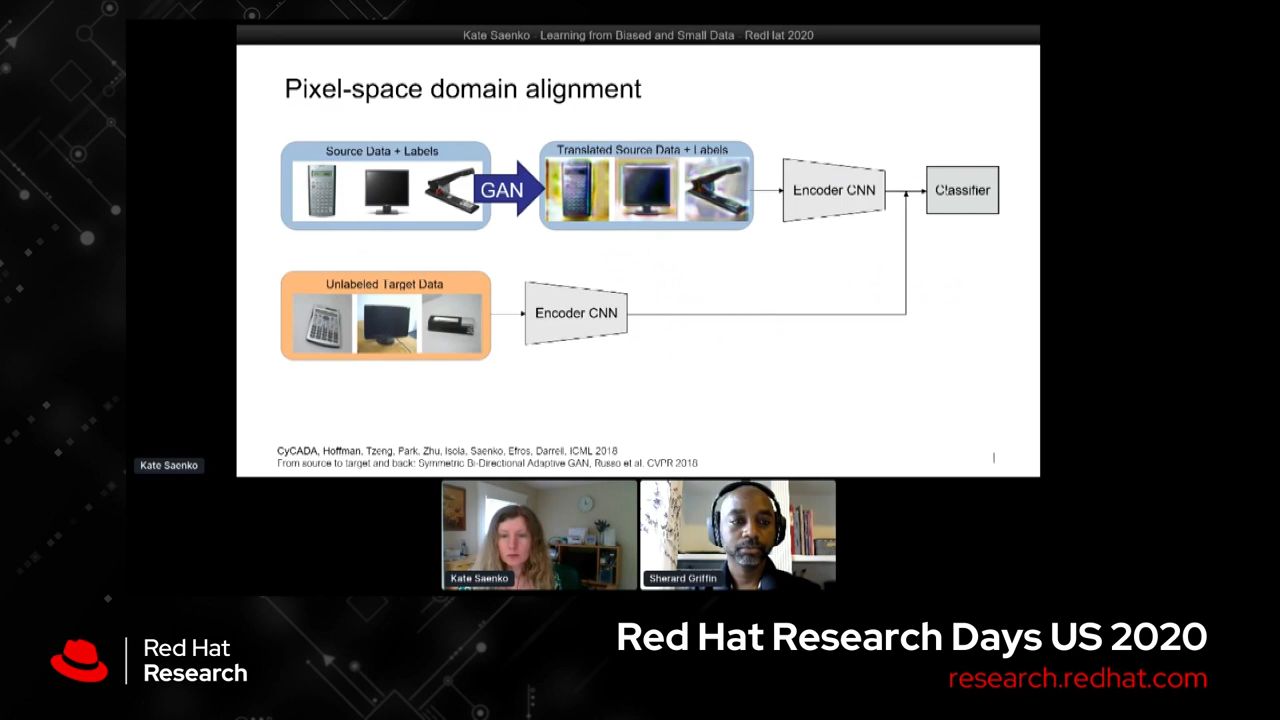 Kate Saenko - Learning from Biased and Small Data - RedHat 2020
Pixel-space domain alignment
Source Data + Labels
GAN
Translated Source Data + Labels
Encoder CNN
Classifier
Unlabeled Target Data
Encoder CNN
CyCADA, Hoffman, Tzeng, Park, Zhu, Isola, Saenko, Efros, Darrell, ICML 2018
From source to target and back: Symmetric Bi-Directional Adaptive GAN, Russo et al. CVPR 2018
Kate Saenko
Kate Saenko
Sherard Griffin
Red Hat
Research
Red Hat Research Days US 2020
research.redhat.com